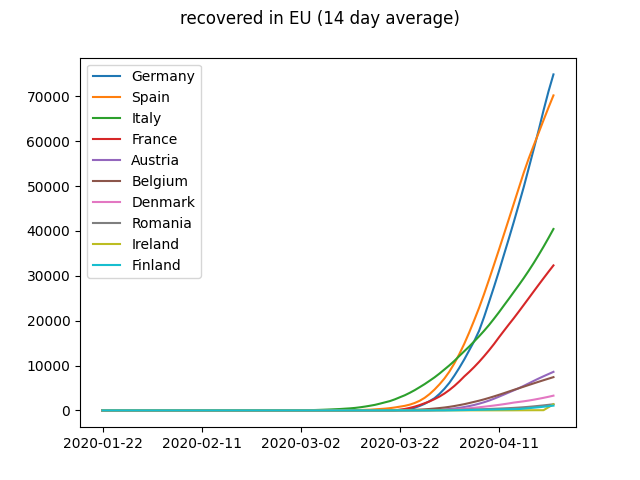 recovered in EU (14 day average)
Germany
Spain
Italy
France
Austria
Belgium
Denmark
Romania
Ireland
Finland
70000
60000
50000
40000
30000
20000
10000
0
2020-01-22 2020-02-11 2020-03-02 2020-03-22 2020-04-11